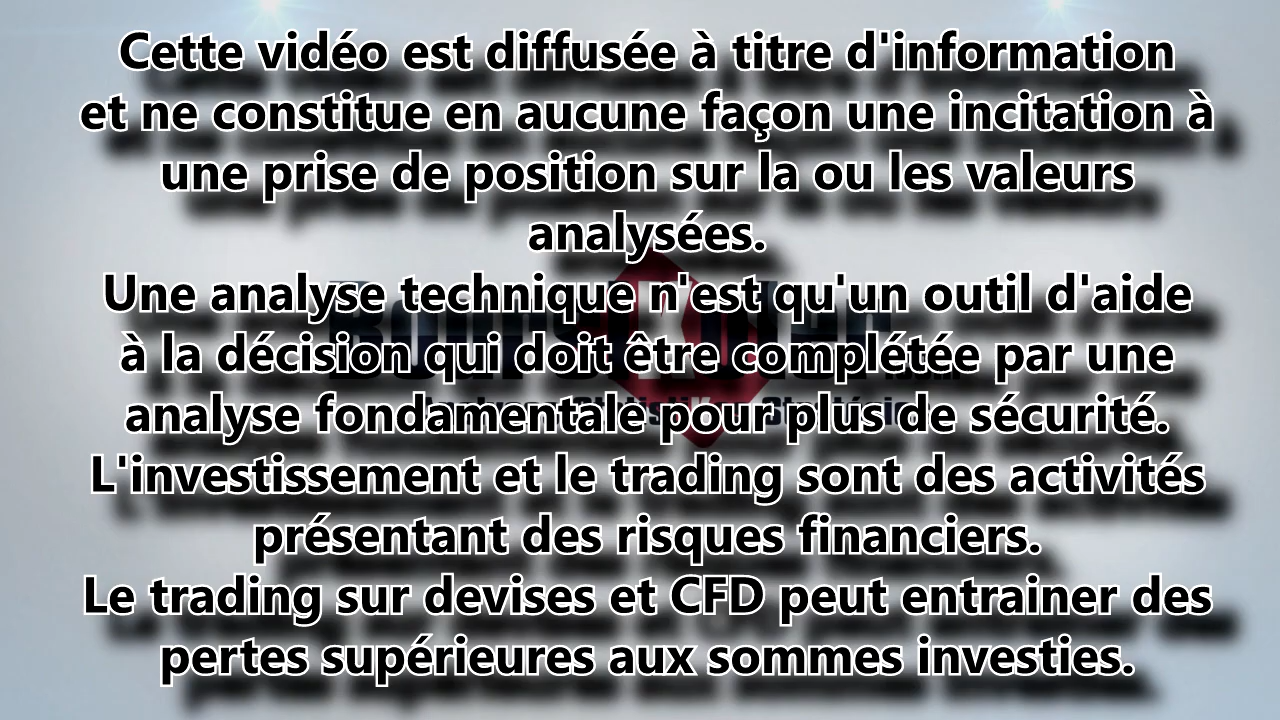 Cette vidéo est diffusée à titre d'information
et ne constitue en aucune façon une incitation à
une prise de position sur la ou les valeurs
analysées.
Une analyse technique n'est qu'un outil d'aide
à la décision qui doit être complétée par une
analyse fondamentale pour plus de sécurité.
L'investissement et le trading sont des activités
présentant des risques financiers.
Le trading sur devises et CFD peut entrainer des
pertes supérieures aux sommes investies.